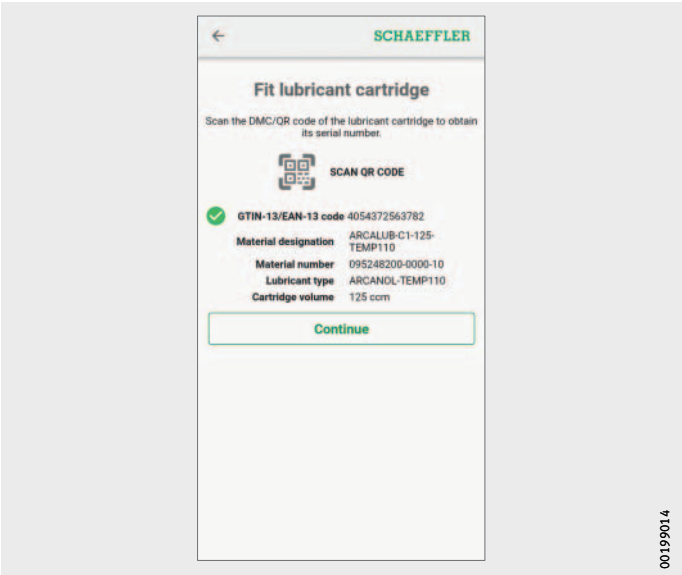 SCHAEFFLER
Fit lubricant cartridge
Scan the DMC/QR code of the lubricant cartridge to obtain
its serial number.
SCAN QR CODE
GTIN-13/EAN-13 code 4054372563782
Material designation ARCALUB-C1-125-
TEMP110
Material number 095248200-0000-10
Lubricant type ARCANOL-TEMP110
Cartridge volume 125 ccm
Continue
00199014